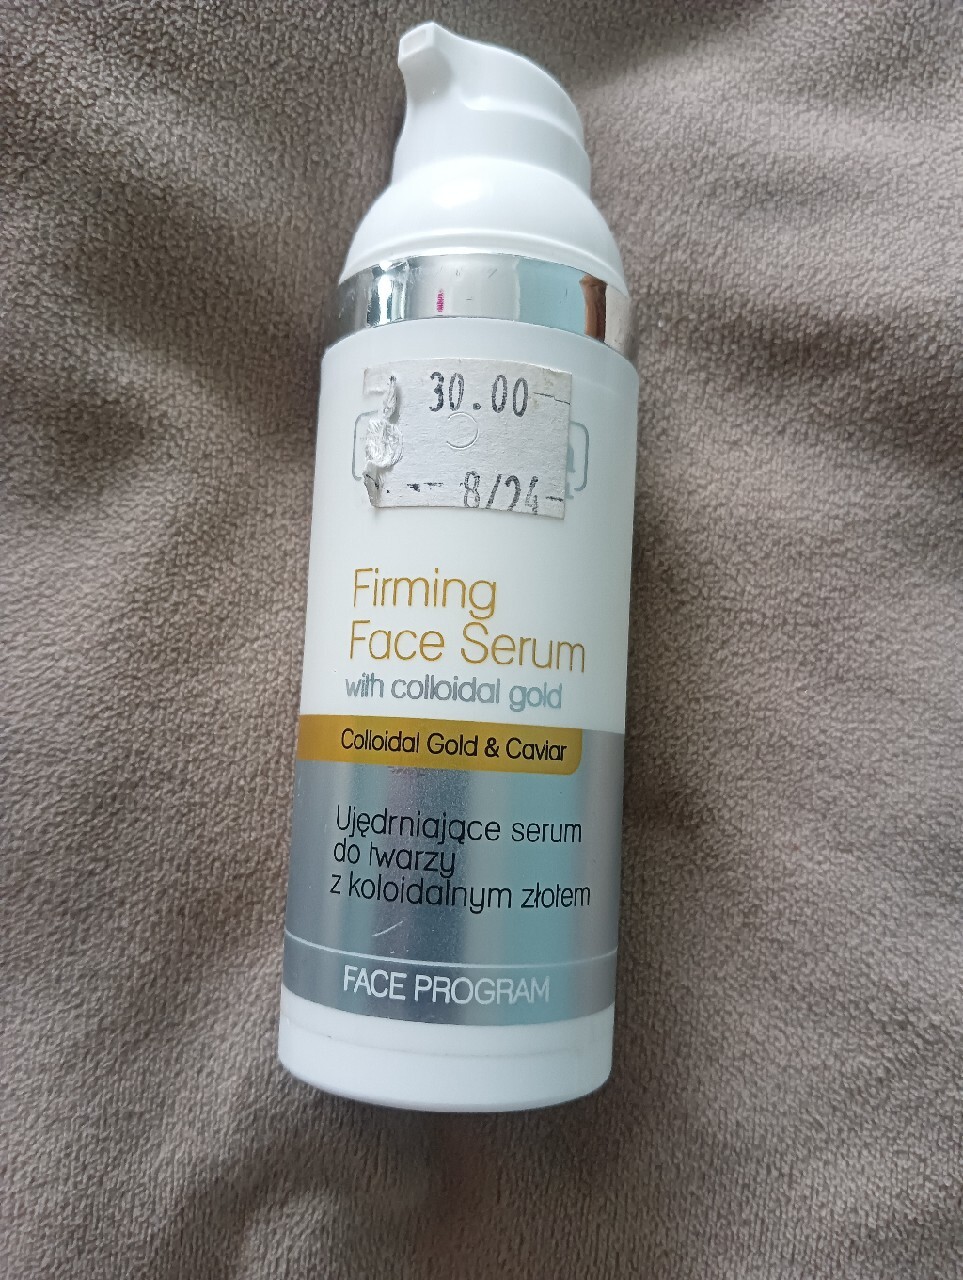 30.00
8/24
Firming
Face Serum
with colloidal gold
Colloidal Gold & Caviar
Ujędrniające serum
do twarzy
z koloidalnym złotem
FACE PROGRAM